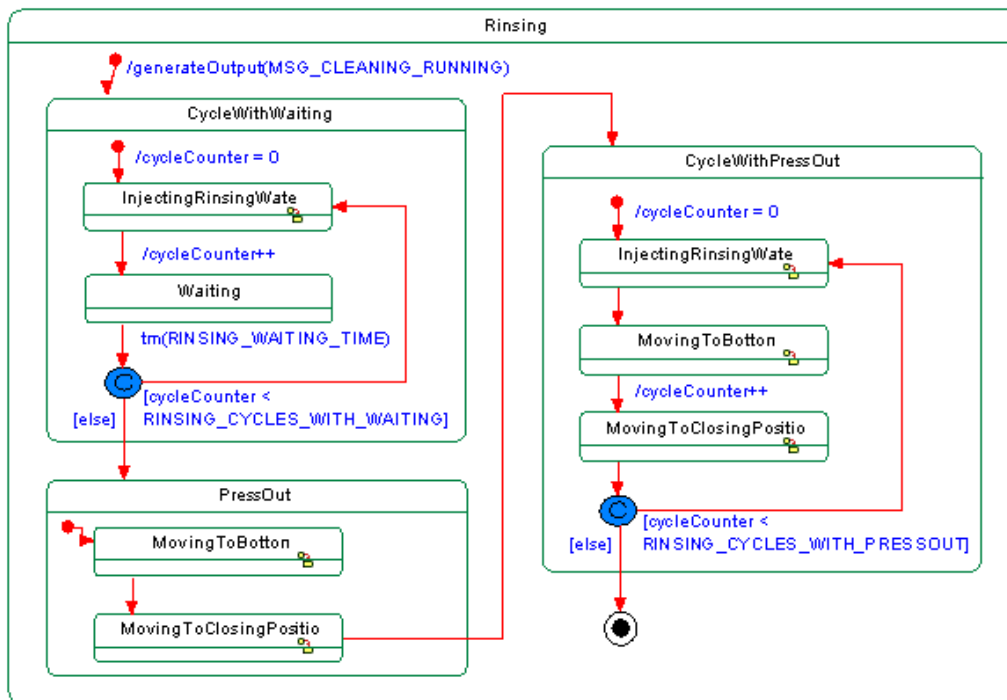 Rinsing
/generateOutput(MSG_CLEANING_RUNNING)
CycleWithWaiting
/cycleCounter = 0
InjectingRinsingWate
/cycleCounter++
Waiting
tm(RINSING_WAITING_TIME)
C
[cycleCounter <
RINSING_CYCLES_WITH_WAITING]
[else]
PressOut
MovingToBotton
MovingToClosingPositio
CycleWithPressOut
/cycleCounter = 0
InjectingRinsingWate
MovingToBotton
/cycleCounter++
MovingToClosingPositio
C
[cycleCounter <
RINSING_CYCLES_WITH_PRESSOUT]
[else]